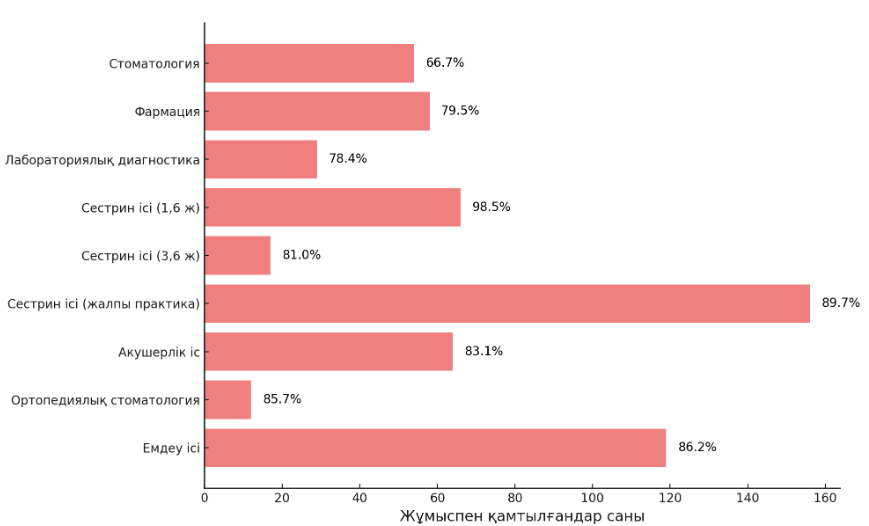 Стоматология 66.7%
Фармация 79.5%
Лабораториялық диагностика 78.4%
Сестрин ісі (1,6 ж) 98.5%
Сестрин ісі (3,6 ж) 81.0%
Сестрин ісі (жалпы практика) 89.7%
Акушерлік іс 83.1%
Ортопедиялық стоматология 85.7%
Емдеу ісі 86.2%
0 20 40 60 80 100 120 140 160
Жұмыспен қамтылғандар саны